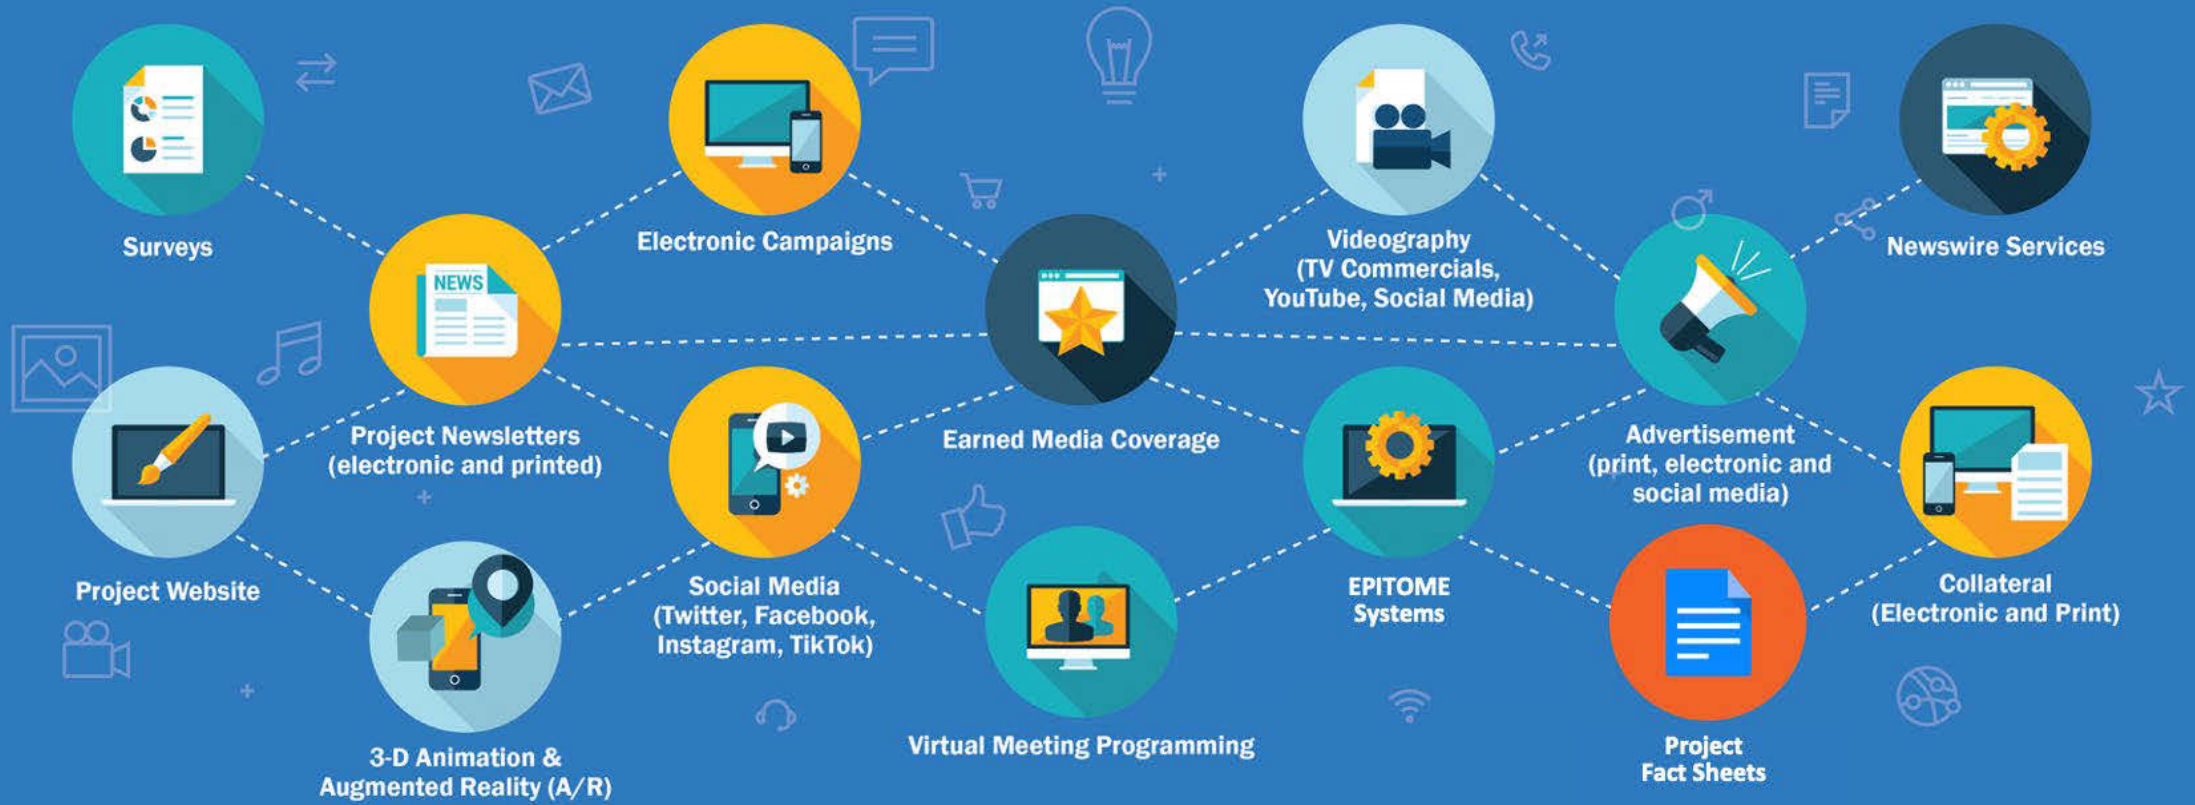 Surveys
Electronic Campaigns
Videography
(TV Commercials,
YouTube, Social Media)
Newswire Services
NEWS
Project Newsletters
(electronic and printed)
Earned Media Coverage
Advertisement
(print, electronic and
social media)
Project Website
Social Media
(Twitter, Facebook,
Instagram, TikTok)
EPITOME
Systems
Collateral
(Electronic and Print)
3-D Animation &
Augmented Reality (A/R)
Virtual Meeting Programming
Project
Fact Sheets